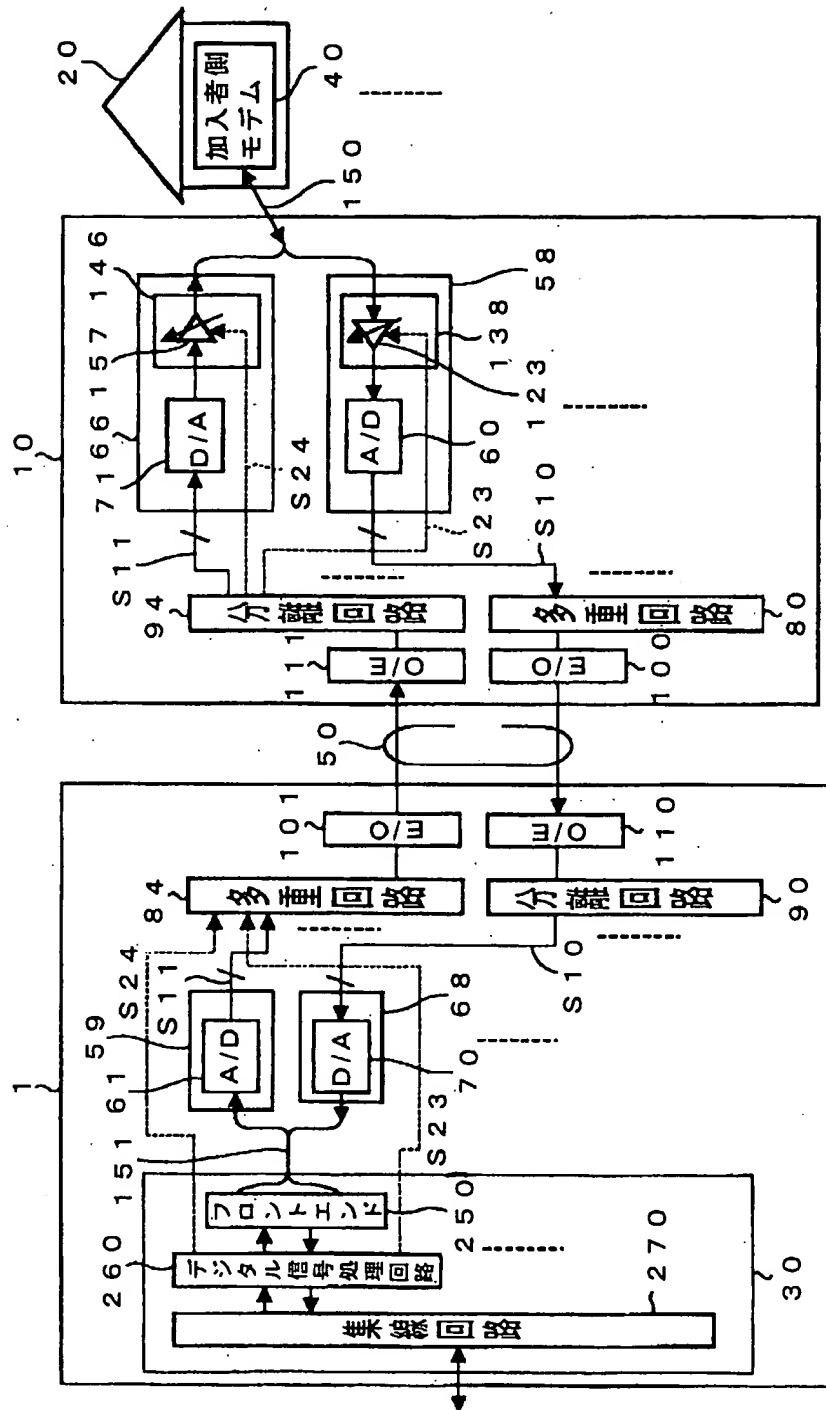 1
10
20
加入者側
モデム
40
150
146
157
66
71
D/A
S24
S11
94
分離回路
111
O/E
58
138
123
A/D
60
S23
S10
多重回路
80
E/O
100
50
101
E/O
84
多重回路
O/E
110
分離回路
90
S24
S11
59
61
A/D
68
D/A
70
S10
S23
151
フロントエンド
250
260
デジタル信号処理回路
集線回路
270
30